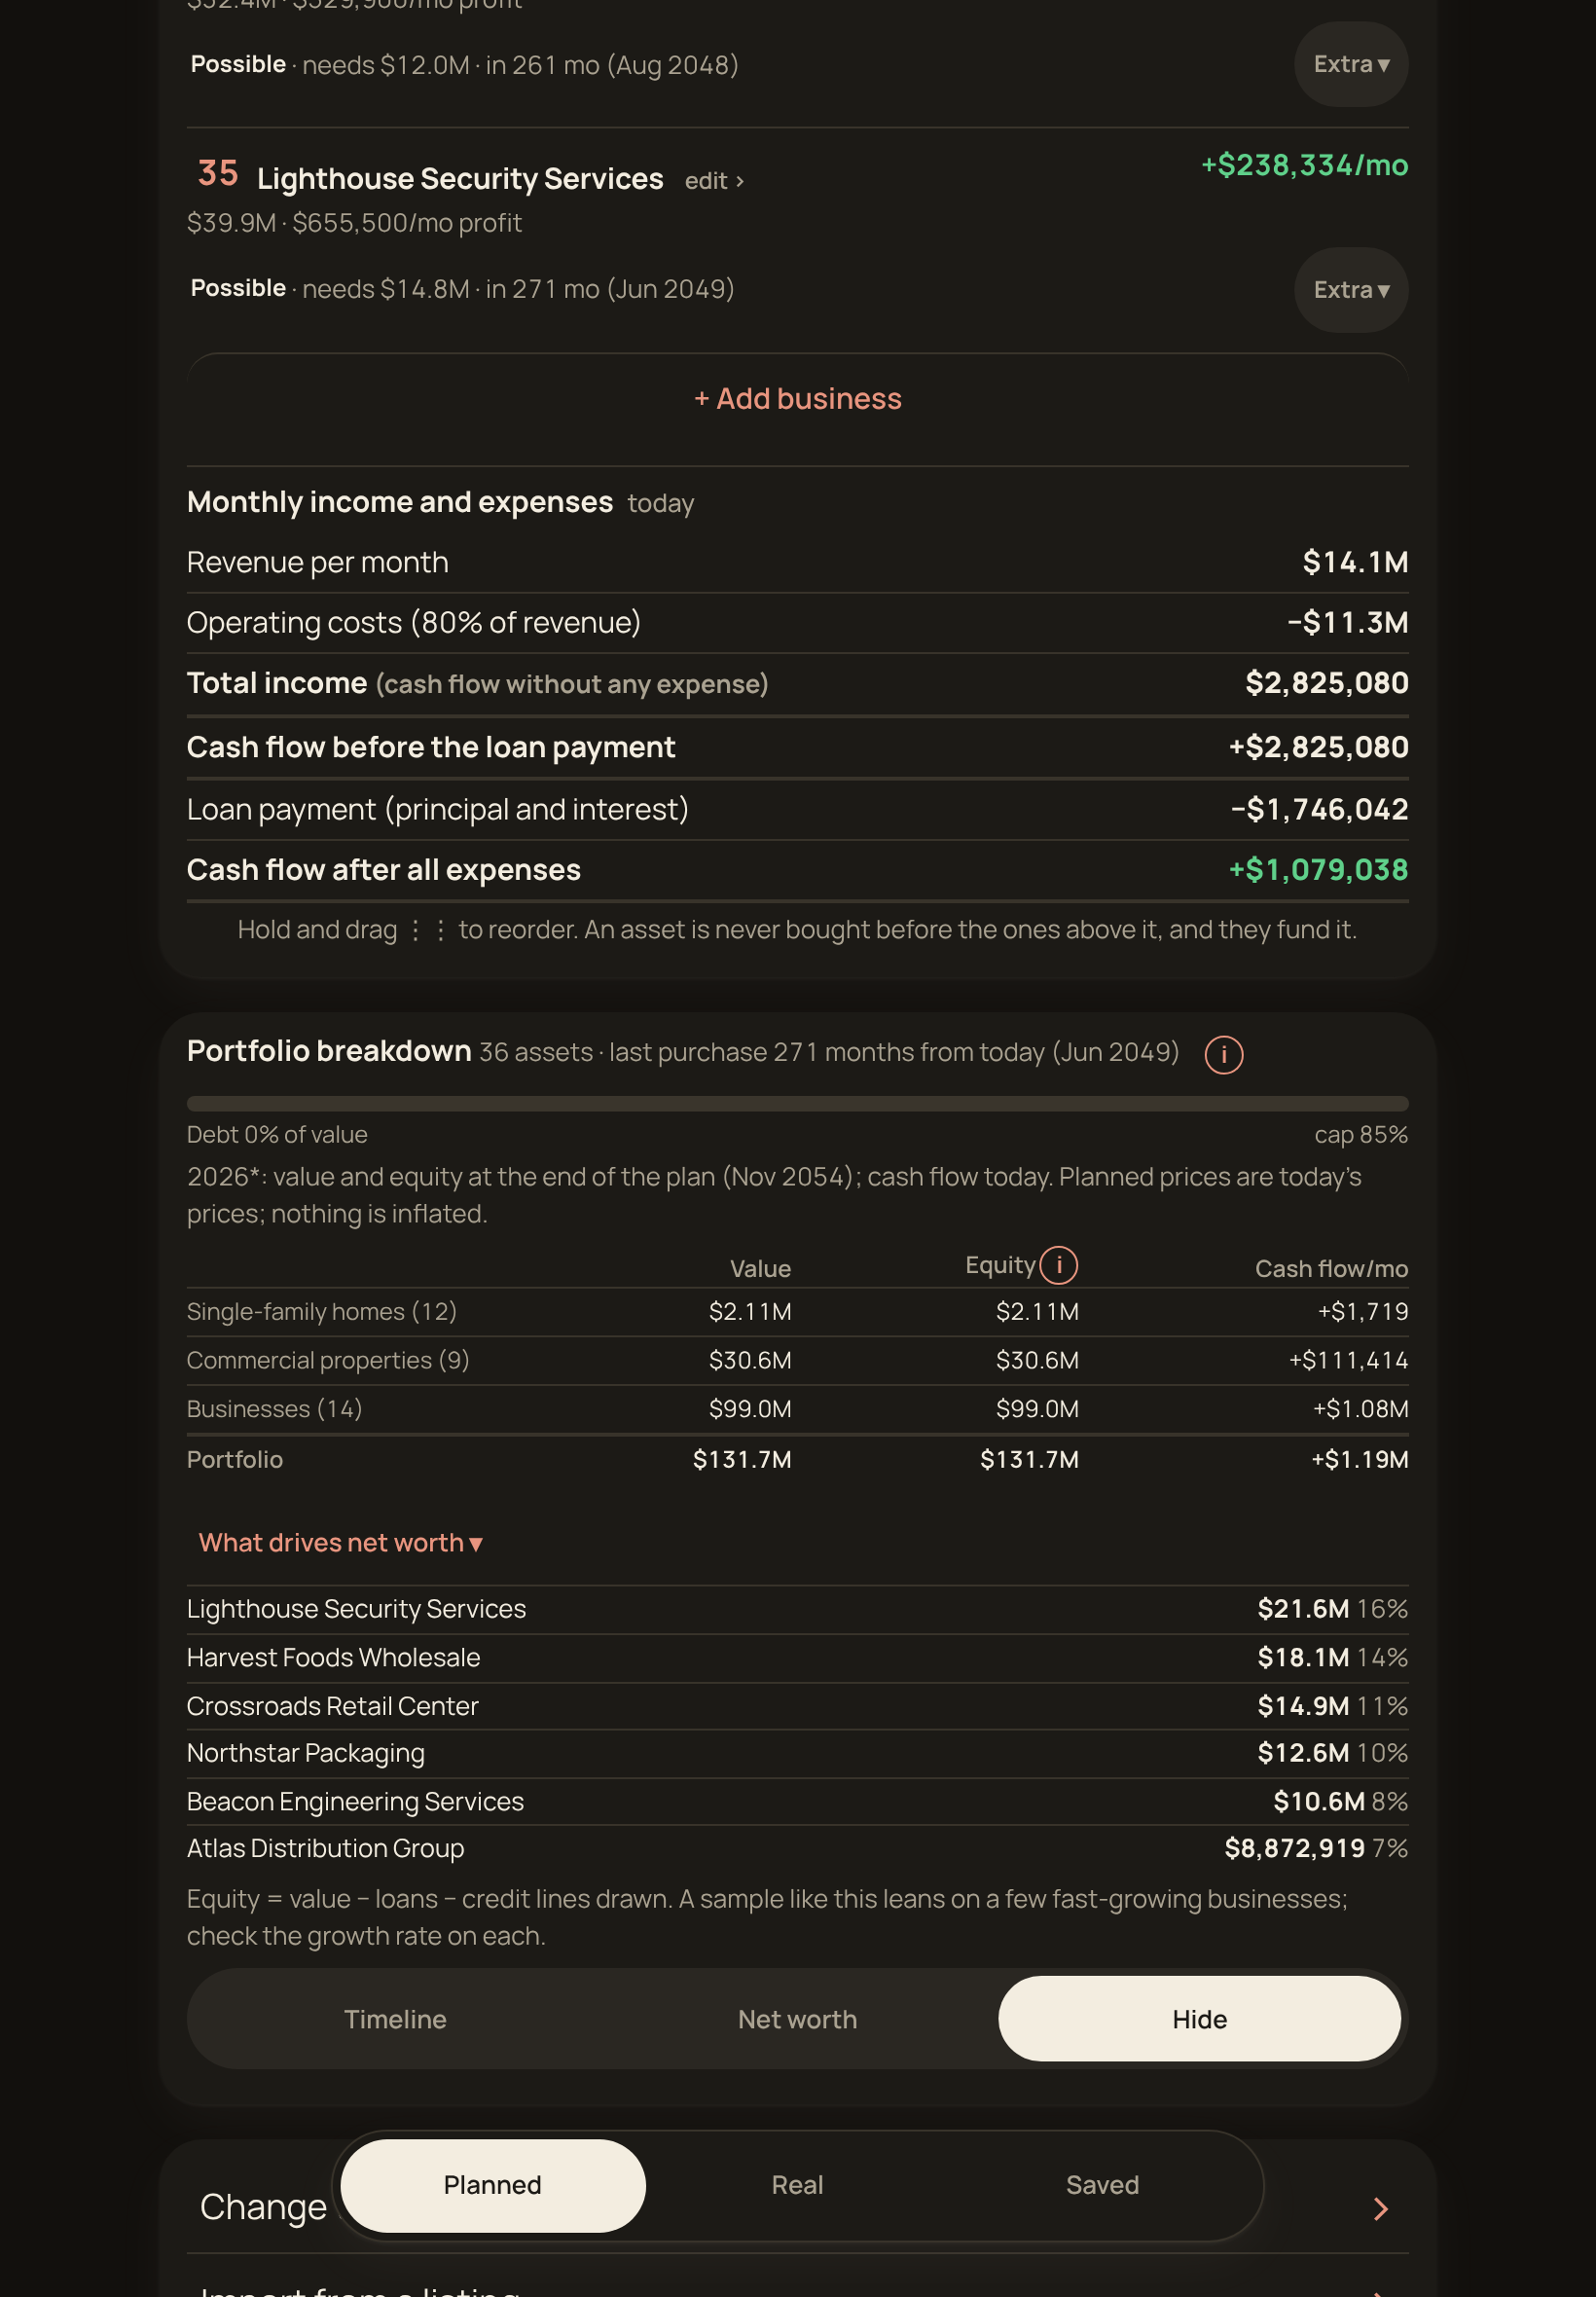 $32.4M · $529,900/mo profit
Possible · needs $12.0M · in 261 mo (Aug 2048)
Extra ▾
35 Lighthouse Security Services edit ›
+$238,334/mo
$39.9M · $655,500/mo profit
Possible · needs $14.8M · in 271 mo (Jun 2049)
Extra ▾
+ Add business
Monthly income and expenses today
Revenue per month $14.1M
Operating costs (80% of revenue) −$11.3M
Total income (cash flow without any expense) $2,825,080
Cash flow before the loan payment +$2,825,080
Loan payment (principal and interest) −$1,746,042
Cash flow after all expenses +$1,079,038
Hold and drag ⋮⋮ to reorder. An asset is never bought before the ones above it, and they fund it.
Portfolio breakdown 36 assets · last purchase 271 months from today (Jun 2049) i
Debt 0% of value cap 85%
2026*: value and equity at the end of the plan (Nov 2054); cash flow today. Planned prices are today’s
prices; nothing is inflated.
Value Equity i Cash flow/mo
Single-family homes (12) $2.11M $2.11M +$1,719
Commercial properties (9) $30.6M $30.6M +$111,414
Businesses (14) $99.0M $99.0M +$1.08M
Portfolio $131.7M $131.7M +$1.19M
What drives net worth ▾
Lighthouse Security Services $21.6M 16%
Harvest Foods Wholesale $18.1M 14%
Crossroads Retail Center $14.9M 11%
Northstar Packaging $12.6M 10%
Beacon Engineering Services $10.6M 8%
Atlas Distribution Group $8,872,919 7%
Equity = value − loans − credit lines drawn. A sample like this leans on a few fast-growing businesses;
check the growth rate on each.
Timeline Net worth Hide
Planned Real Saved
Change
Import from a listing